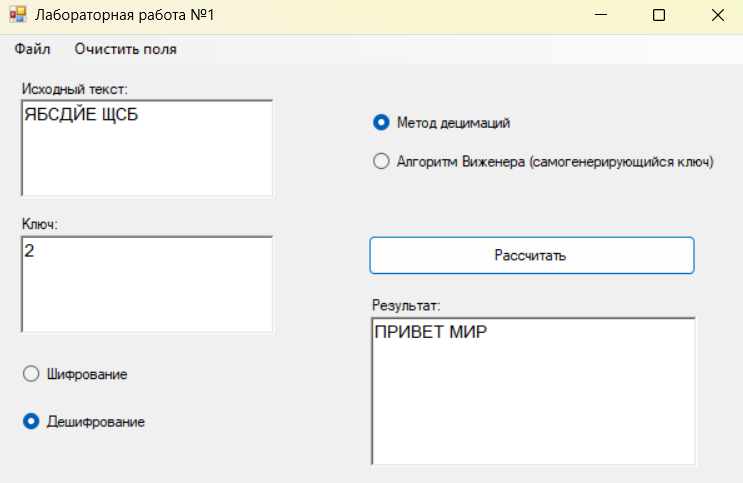 Лабораторная работа №1
Файл Очистить поля
Исходный текст:
ЯБСДЙЕ ЩСБ
Ключ:
2
Шифрование
Дешифрование
Метод децимаций
Алгоритм Виженера (самогенерирующийся ключ)
Рассчитать
Результат:
ПРИВЕТ МИР